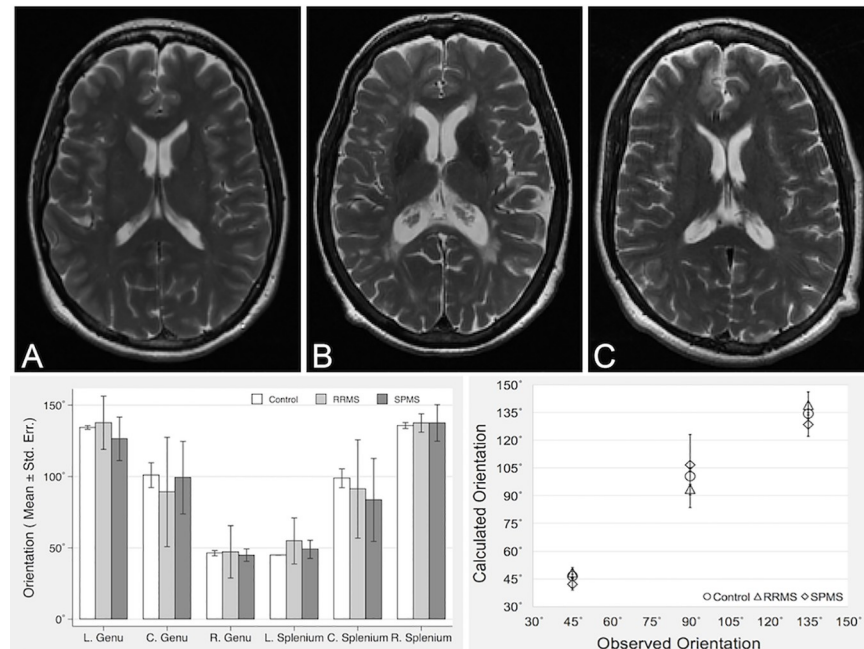 A
B
C
Orientation ( Mean ± Std. Err.)
150°
100°
50°
0°
Control RRMS SPMS
L. Genu C. Genu R. Genu L. Splenium C. Splenium R. Splenium
Calculated Orientation
150°
135°
120°
105°
90°
75°
60°
45°
30°
Control RRMS SPMS
30° 45° 60° 75° 90° 105° 120° 135° 150°
Observed Orientation